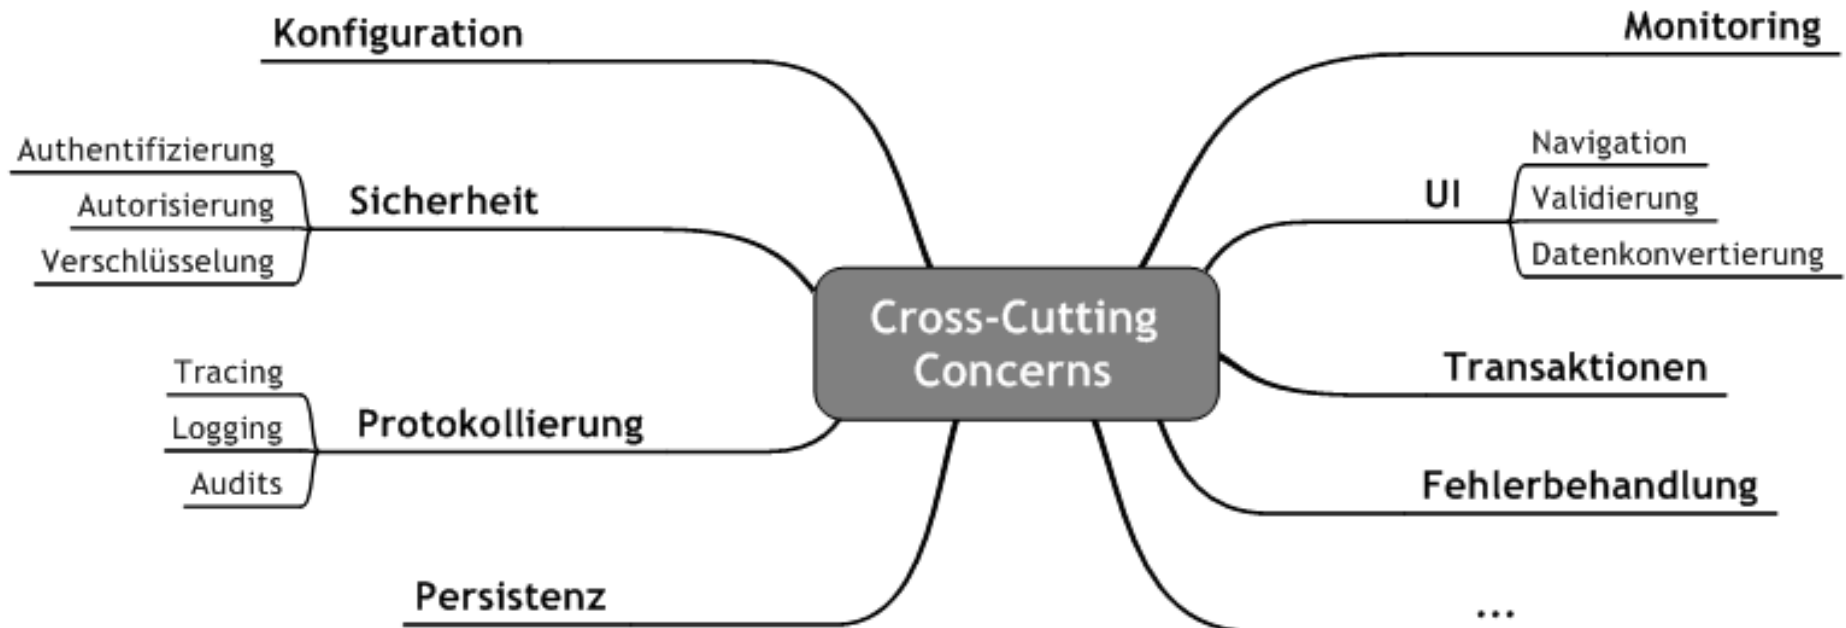 Konfiguration
Monitoring
Authentifizierung
Autorisierung
Verschlüsselung
Sicherheit
UI
Navigation
Validierung
Datenkonvertierung
Cross-Cutting
Concerns
Tracing
Logging
Audits
Protokollierung
Transaktionen
Fehlerbehandlung
Persistenz
...